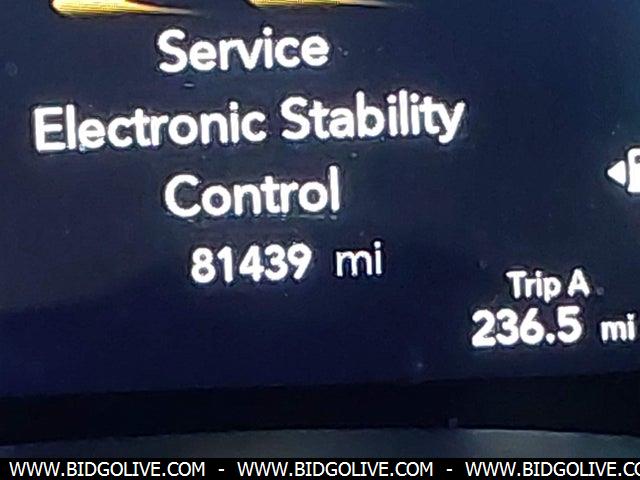 Service
Electronic Stability
Control
81439 mi
Trip A
236.5 mi
WWW.BIDGOLIVE.COM - WWW.BIDGOLIVE.COM - WWW.BIDGOLIVE.CO